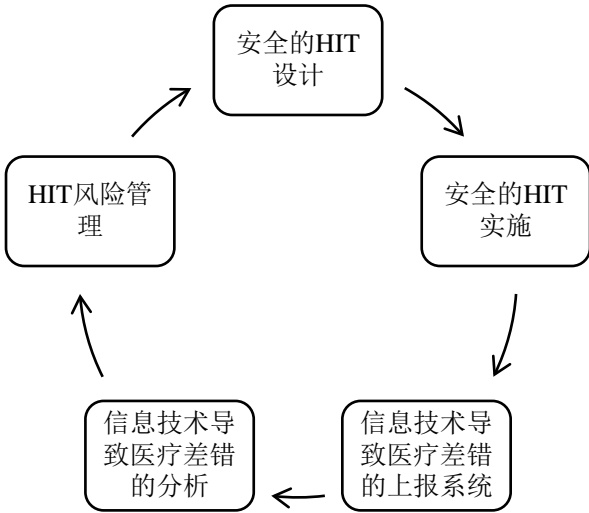 安全的HIT
设计
HIT风险管
理
安全的HIT
实施
信息技术导
致医疗差错
的分析
信息技术导
致医疗差错
的上报系统